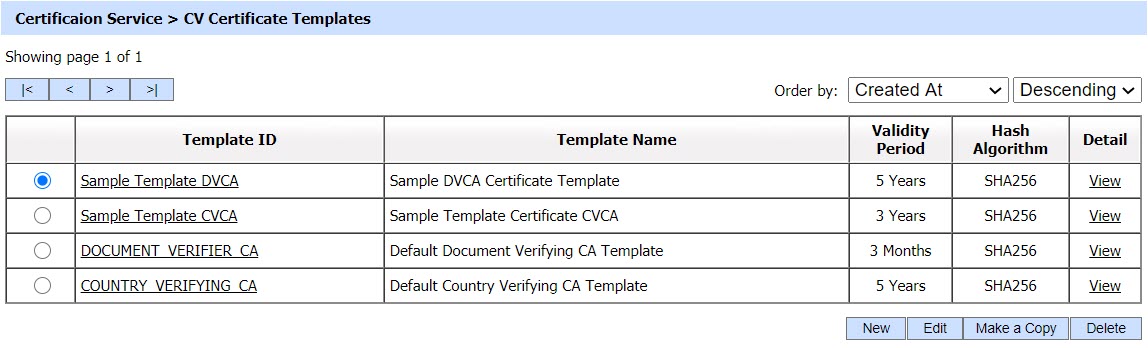 Certificaion Service > CV Certificate Templates
Showing page 1 of 1
|< < > >| Order by: Created At Descending
Template ID Template Name Validity Period Hash Algorithm Detail
Sample Template DVCA Sample DVCA Certificate Template 5 Years SHA256 View
Sample Template CVCA Sample Template Certificate CVCA 3 Years SHA256 View
DOCUMENT_VERIFIER_CA Default Document Verifying CA Template 3 Months SHA256 View
COUNTRY_VERIFYING_CA Default Country Verifying CA Template 5 Years SHA256 View
New Edit Make a Copy Delete